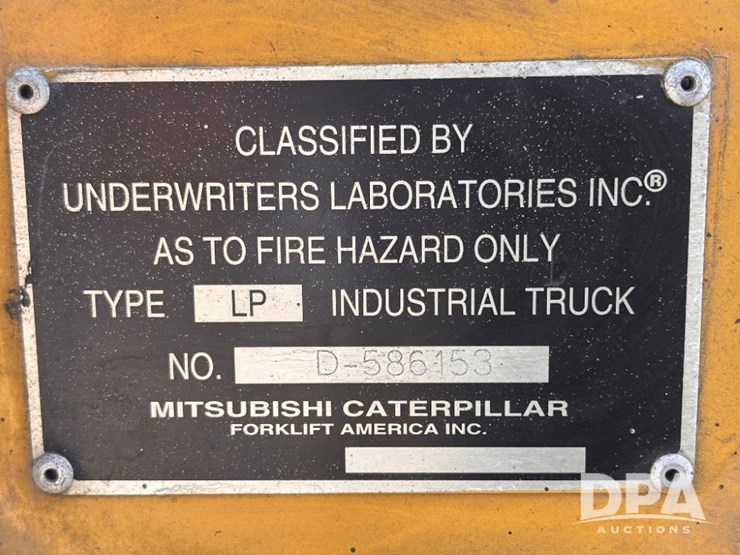 CLASSIFIED BY
UNDERWRITERS LABORATORIES INC.®
AS TO FIRE HAZARD ONLY
TYPE LP INDUSTRIAL TRUCK
NO. D-586153
MITSUBISHI CATERPILLAR
FORKLIFT AMERICA INC.
DPA
AUCTIONS